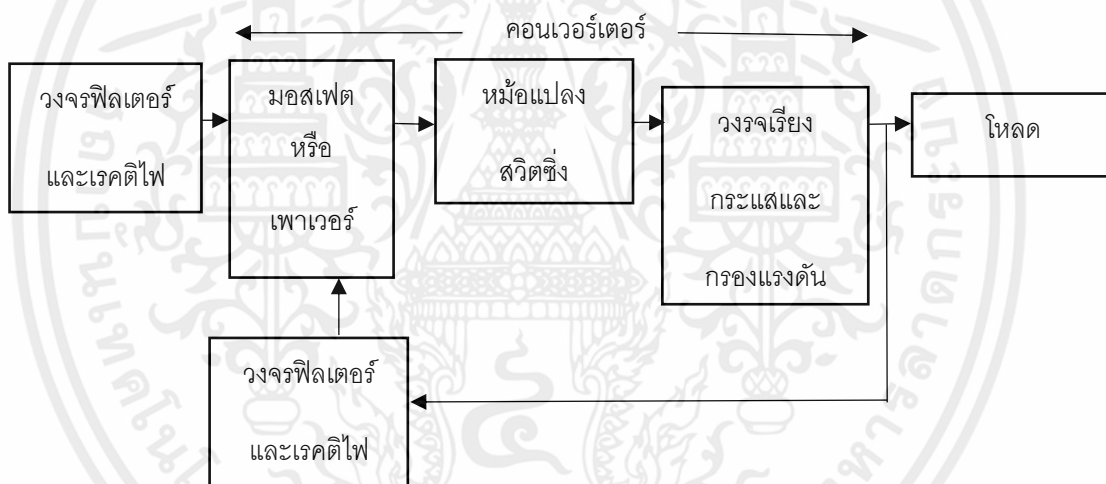 คอนเวอร์เตอร์
วงจรฟิลเตอร์
และเรคติไฟ
มอสเฟต
หรือ
เพาเวอร์
หม้อแปลง
สวิตซิ่ง
วงรจเรียง
กระแสและ
กรองแรงดัน
โหลด
วงจรฟิลเตอร์
และเรคติไฟ